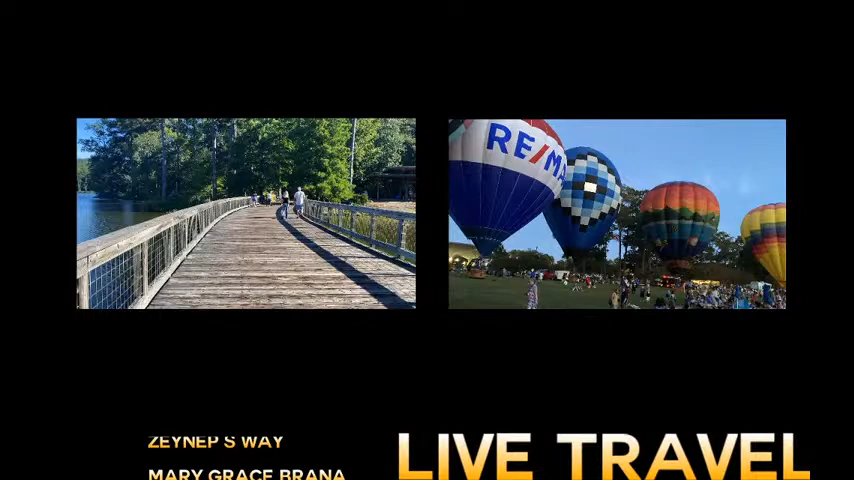 RE/MA
ZEYNEP S WAY
MARY GRACE BRANA
LIVE TRAVEL